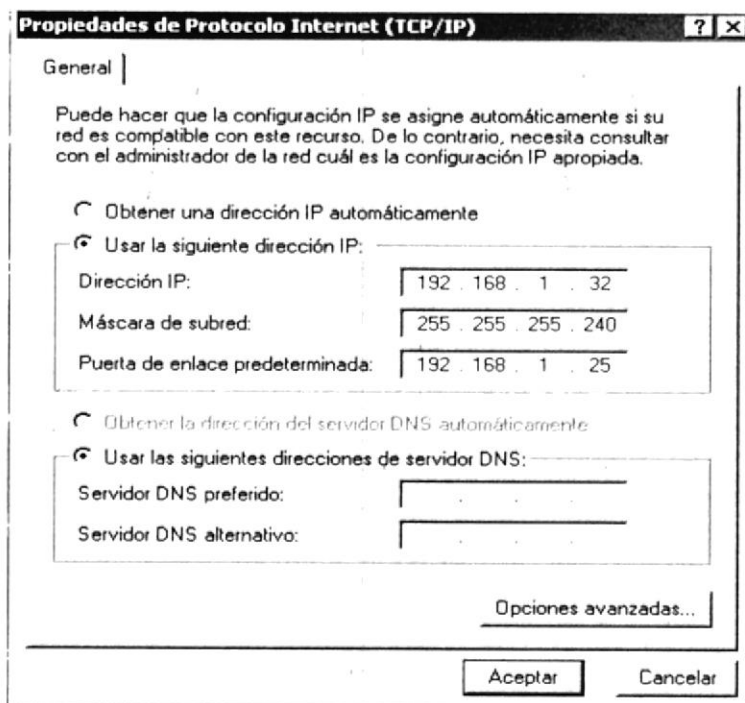 Propiedades de Protocolo Internet (TCP/IP)
General
Puede hacer que la configuración IP se asigne automáticamente si su
red es compatible con este recurso. De lo contrario, necesita consultar
con el administrador de la red cuál es la configuración IP apropiada.
Obtener una dirección IP automáticamente
Usar la siguiente dirección IP:
Dirección IP: 192 . 168 . 1 . 32
Máscara de subred: 255 . 255 . 255 . 240
Puerta de enlace predeterminada: 192 . 168 . 1 . 25
Obtener la dirección del servidor DNS automáticamente
Usar las siguientes direcciones de servidor DNS:
Servidor DNS preferido: . . .
Servidor DNS alternativo: . . .
Opciones avanzadas...
Aceptar Cancelar